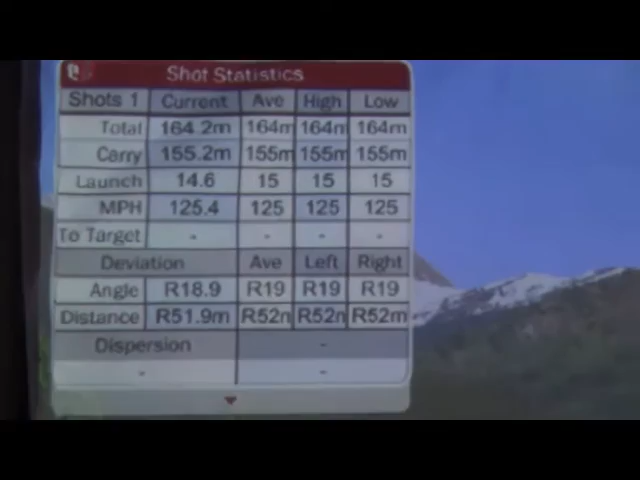 Shot Statistics
Shots 1 Current Ave High Low
Total 164.2m 164m 164m 164m
Carry 155.2m 155m 155m 155m
Launch 14.6 15 15 15
MPH 125.4 125 125 125
To Target - - - -
Deviation Ave Left Right
Angle R18.9 R19 R19 R19
Distance R51.9m R52m R52m R52m
Dispersion -
- -